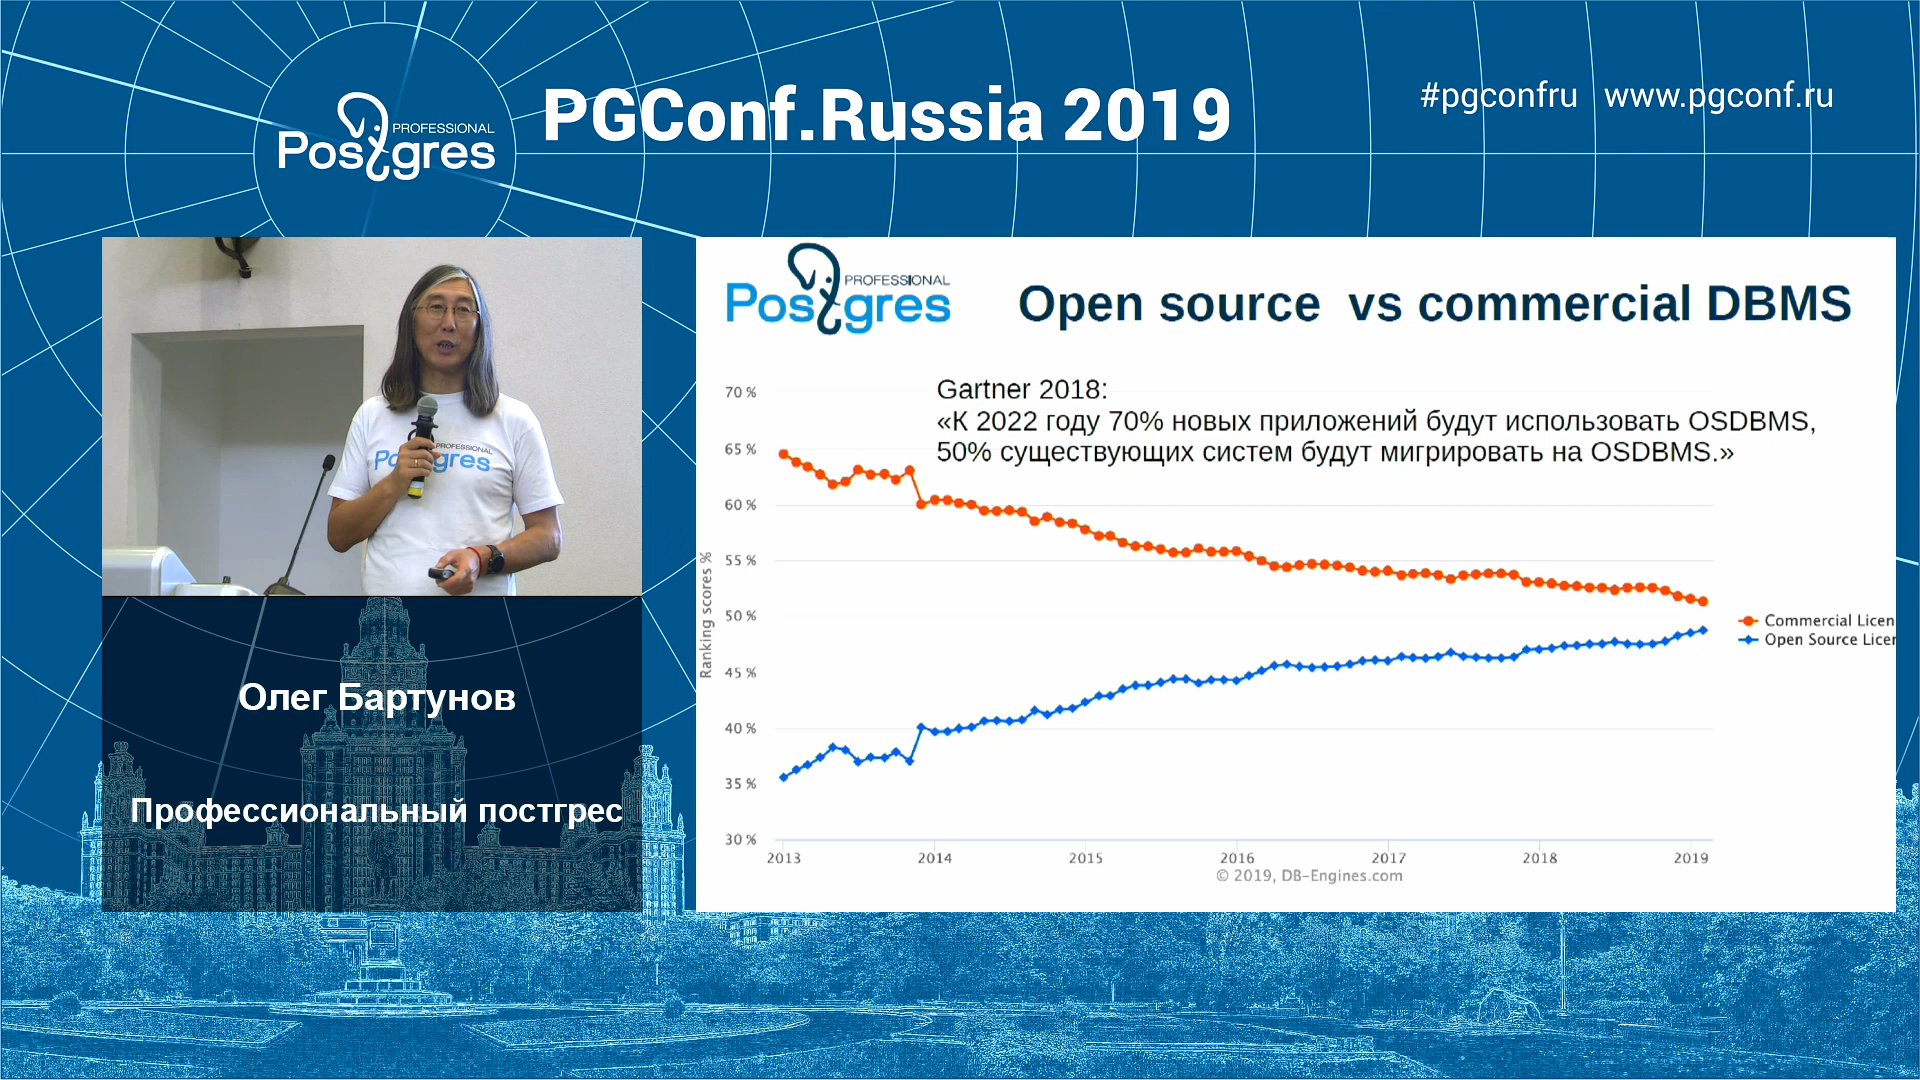 PROFESSIONAL
Postgres
PGConf.Russia 2019
#pgconfru www.pgconf.ru
PROFESSIONAL
Postgres
Олег Бартунов
Профессиональный постгрес
PROFESSIONAL
Postgres
Open source vs commercial DBMS
Gartner 2018:
«К 2022 году 70% новых приложений будут использовать OSDBMS,
50% существующих систем будут мигрировать на OSDBMS.»
70 %
65 %
60 %
55 %
50 %
45 %
40 %
35 %
30 %
Ranking scores %
2013 2014 2015 2016 2017 2018 2019
© 2019, DB-Engines.com
Commercial Licen
Open Source Licen